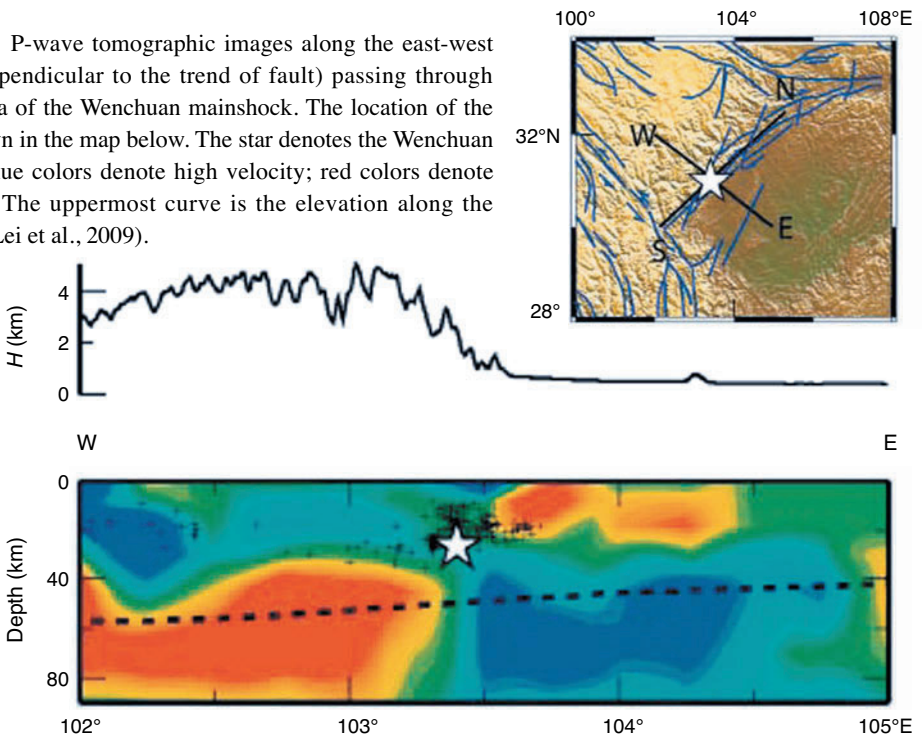 P-wave tomographic images along the east-west
pendicular to the trend of fault) passing through
a of the Wenchuan mainshock. The location of the
n in the map below. The star denotes the Wenchuan
ue colors denote high velocity; red colors denote
The uppermost curve is the elevation along the
Lei et al., 2009).
100° 104° 108°E
32°N
28°
N
W
E
S
H (km)
4
2
0
W E
Depth (km)
0
40
80
102° 103° 104° 105°E